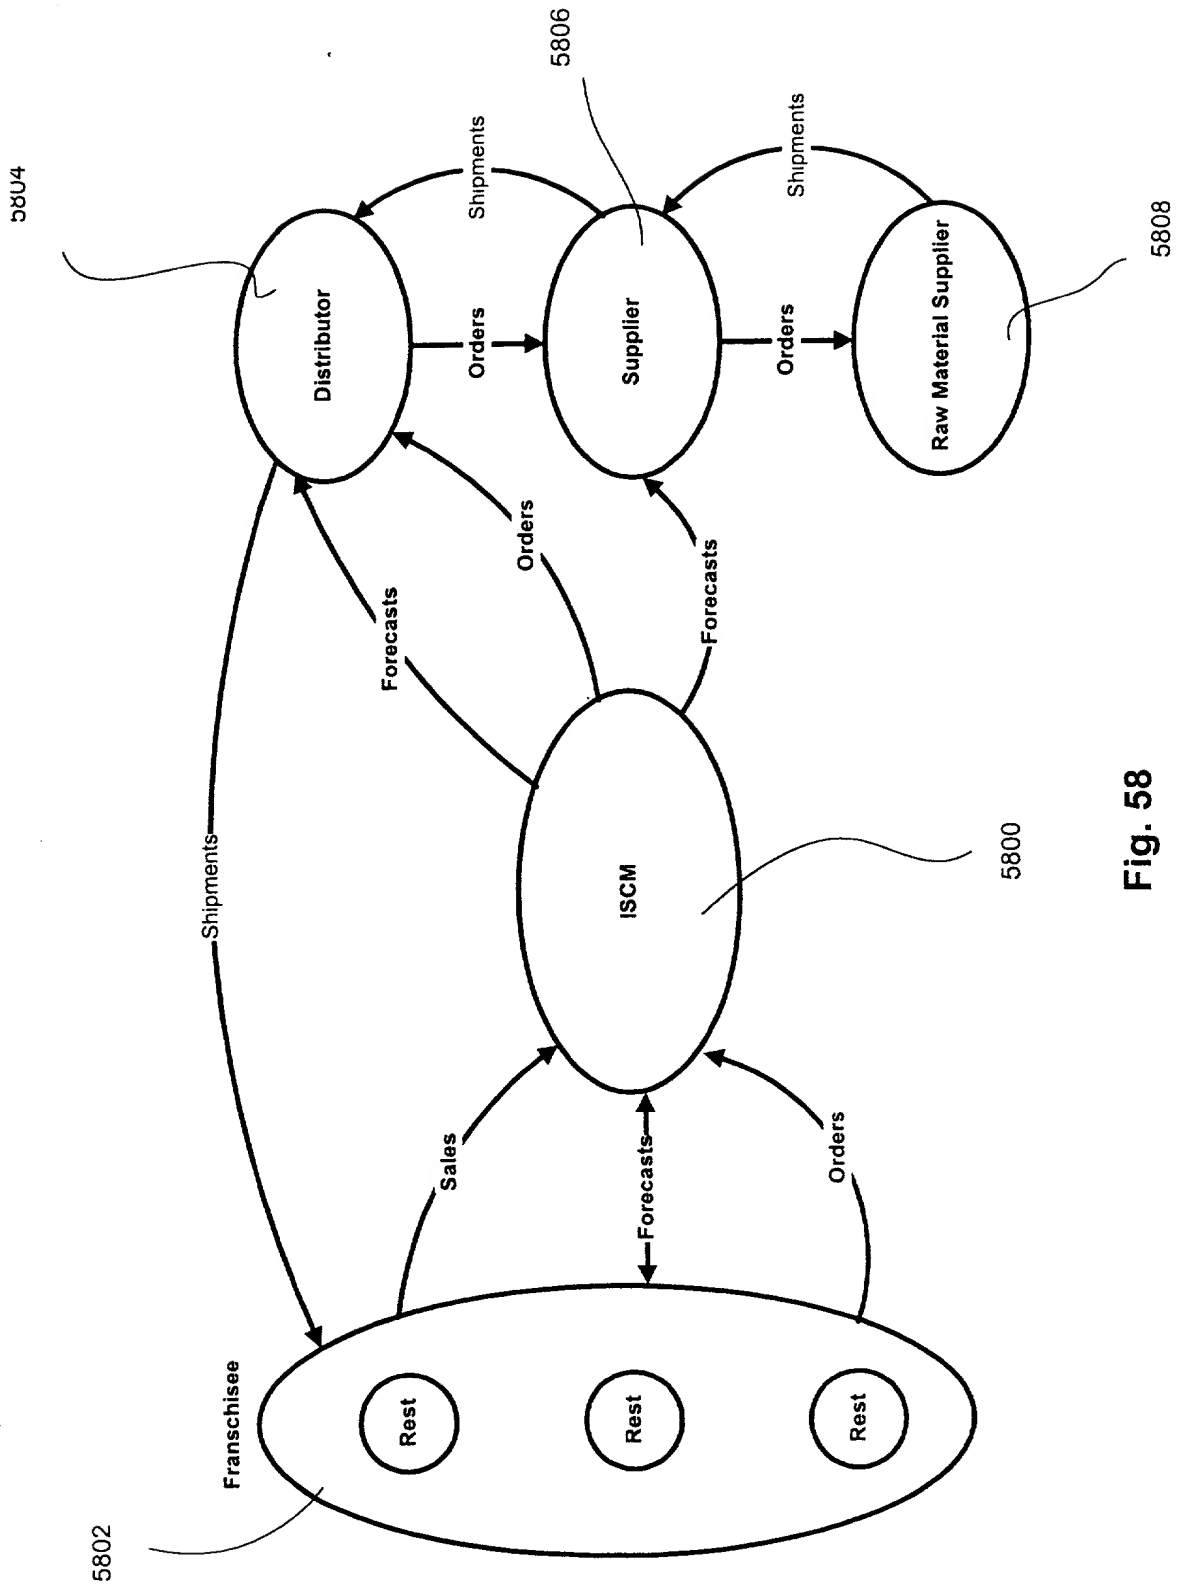 5802
Franschisee
Rest
Rest
Rest
Shipments
Sales
Forecasts
Orders
ISCM
5800
Forecasts
Orders
Forecasts
5804
Distributor
Shipments
Orders
5806
Supplier
Shipments
Orders
Raw Material Supplier
5808
Fig. 58